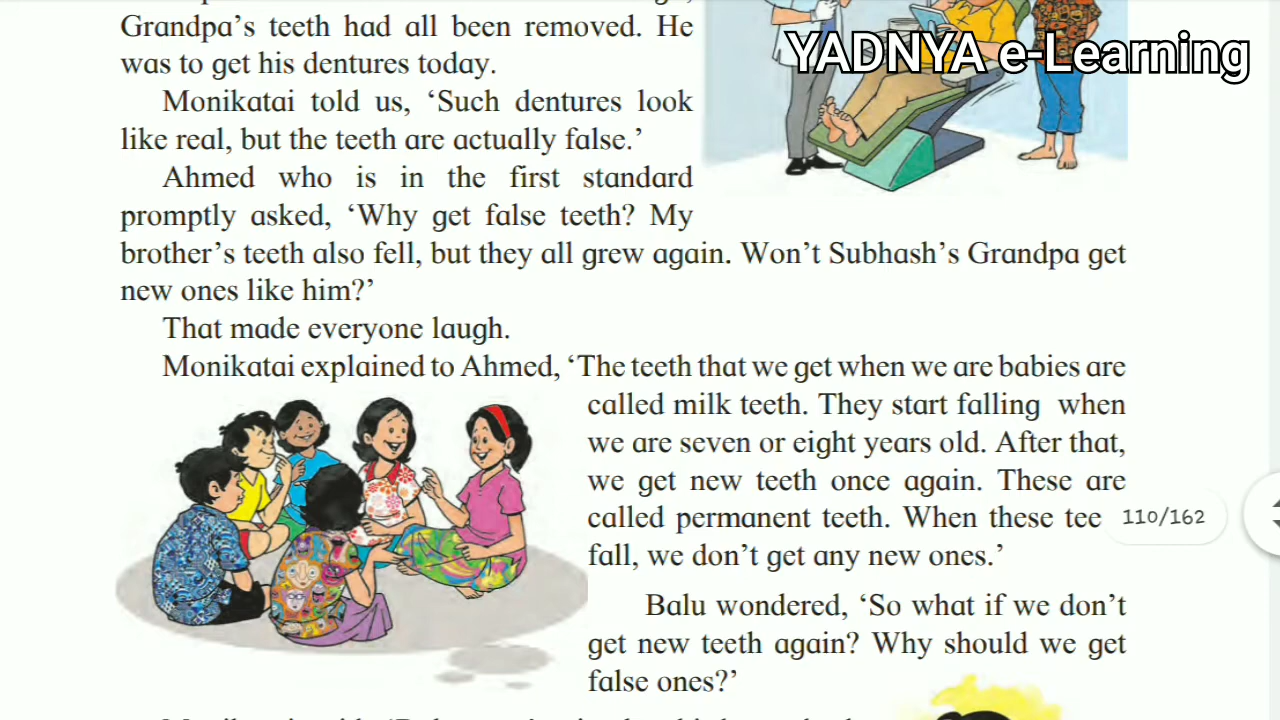 Grandpa's teeth had all been removed. He
was to get his dentures today.
YADNYA e-Learning
Monikatai told us, ‘Such dentures look
like real, but the teeth are actually false.’
Ahmed who is in the first standard
promptly asked, ‘Why get false teeth? My
brother’s teeth also fell, but they all grew again. Won’t Subhash’s Grandpa get
new ones like him?’
That made everyone laugh.
Monikatai explained to Ahmed, ‘The teeth that we get when we are babies are
called milk teeth. They start falling when
we are seven or eight years old. After that,
we get new teeth once again. These are
called permanent teeth. When these tee
110/162
fall, we don’t get any new ones.’
Balu wondered, ‘So what if we don’t
get new teeth again? Why should we get
false ones?’